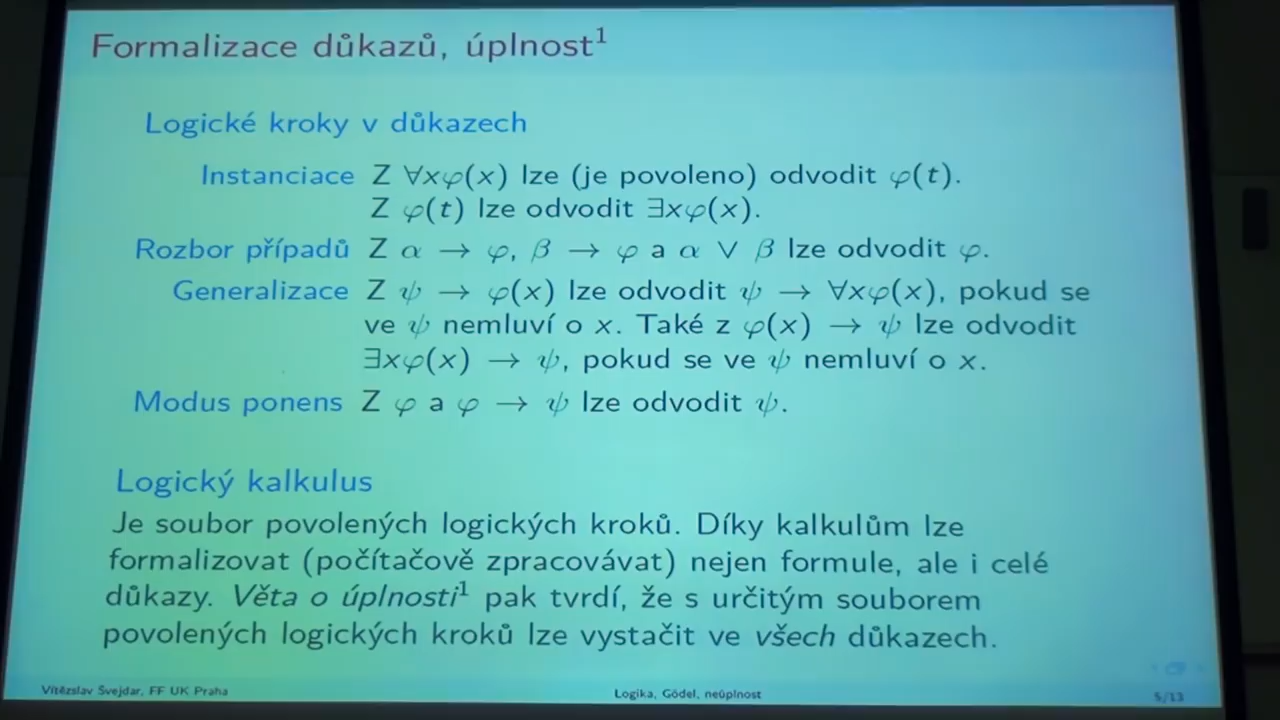 Formalizace důkazů, úplnost¹
Logické kroky v důkazech
Instanciace Z ∀xφ(x) lze (je povoleno) odvodit φ(t).
Z φ(t) lze odvodit ∃xφ(x).
Rozbor případů Z α → φ, β → φ a α ∨ β lze odvodit φ.
Generalizace Z ψ → φ(x) lze odvodit ψ → ∀xφ(x), pokud se
ve ψ nemluví o x. Také z φ(x) → ψ lze odvodit
∃xφ(x) → ψ, pokud se ve ψ nemluví o x.
Modus ponens Z φ a φ → ψ lze odvodit ψ.
Logický kalkulus
Je soubor povolených logických kroků. Díky kalkulům lze
formalizovat (počítačově zpracovávat) nejen formule, ale i celé
důkazy. Věta o úplnosti¹ pak tvrdí, že s určitým souborem
povolených logických kroků lze vystačit ve všech důkazech.
Vítězslav Švejdar, FF UK Praha Logika, Gödel, neúplnost 5/13